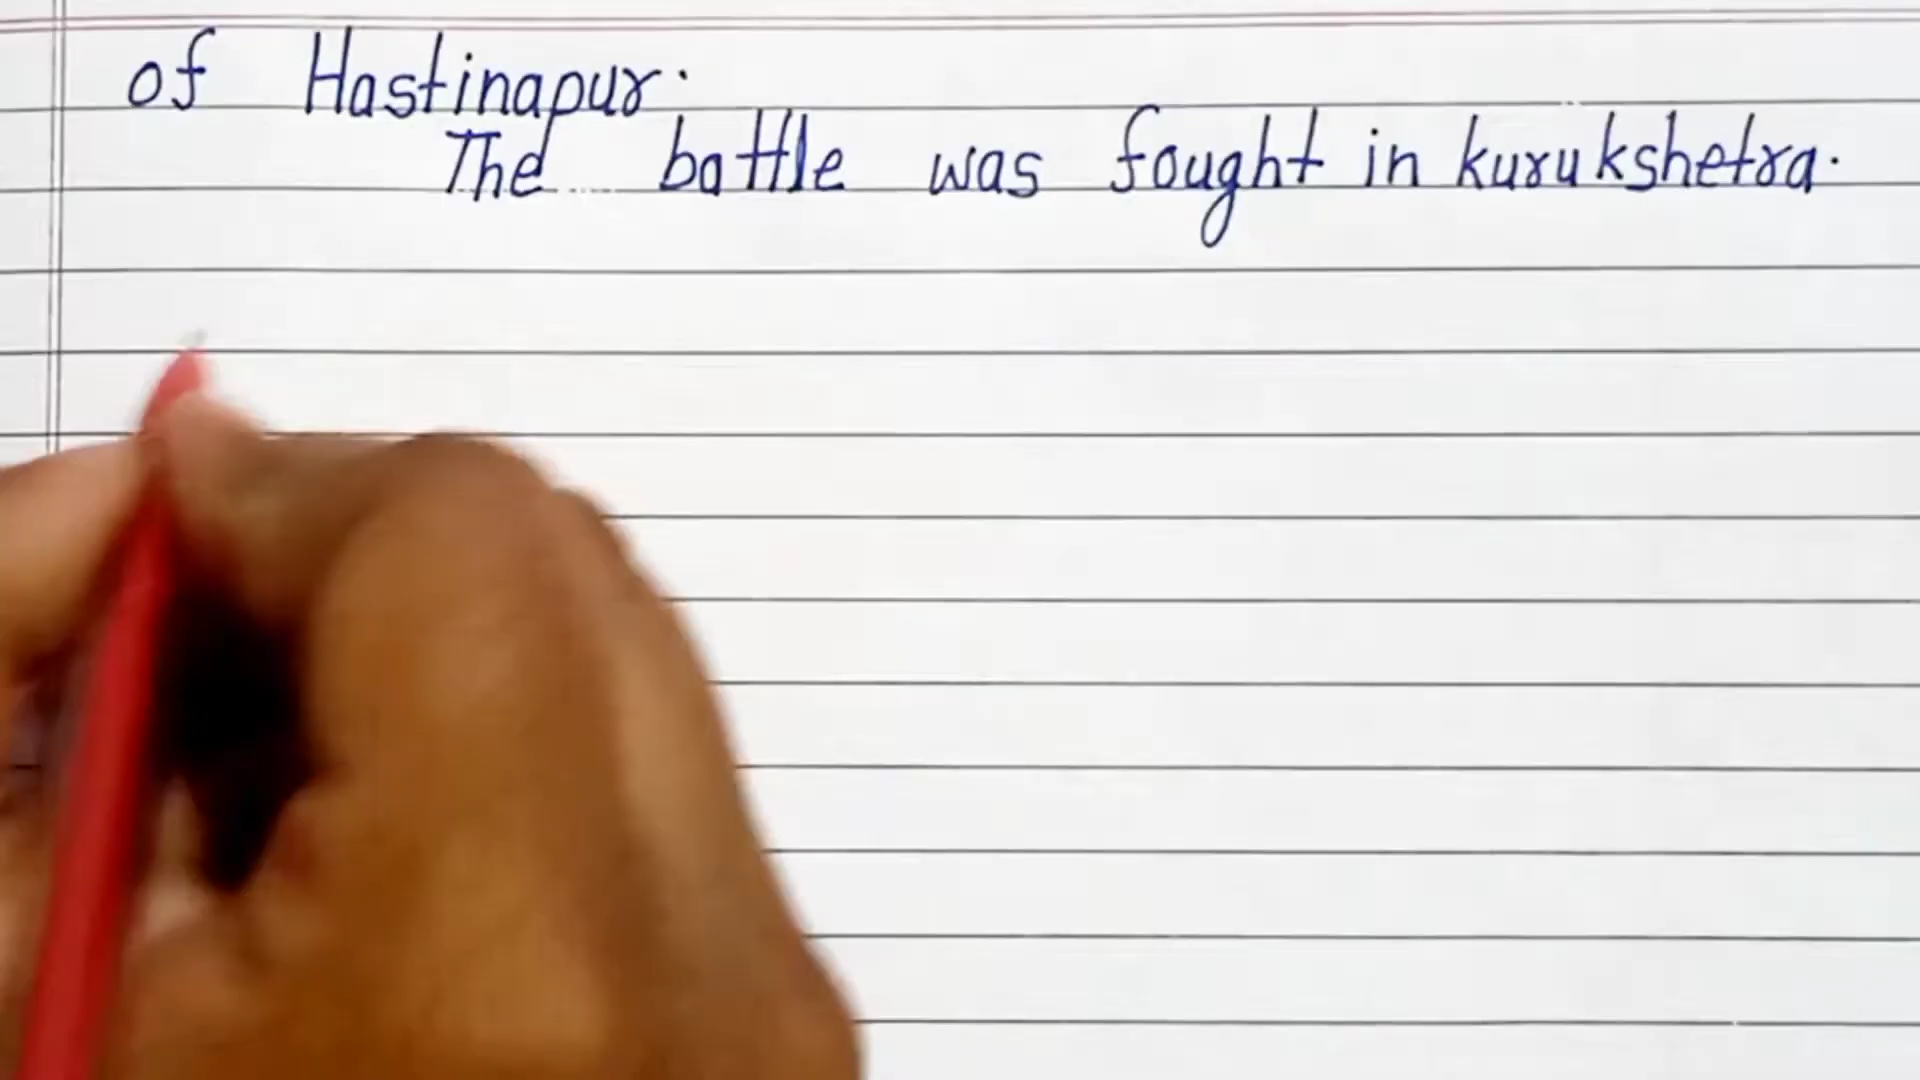 of Hastinapur.
The battle was fought in kurukshetra.